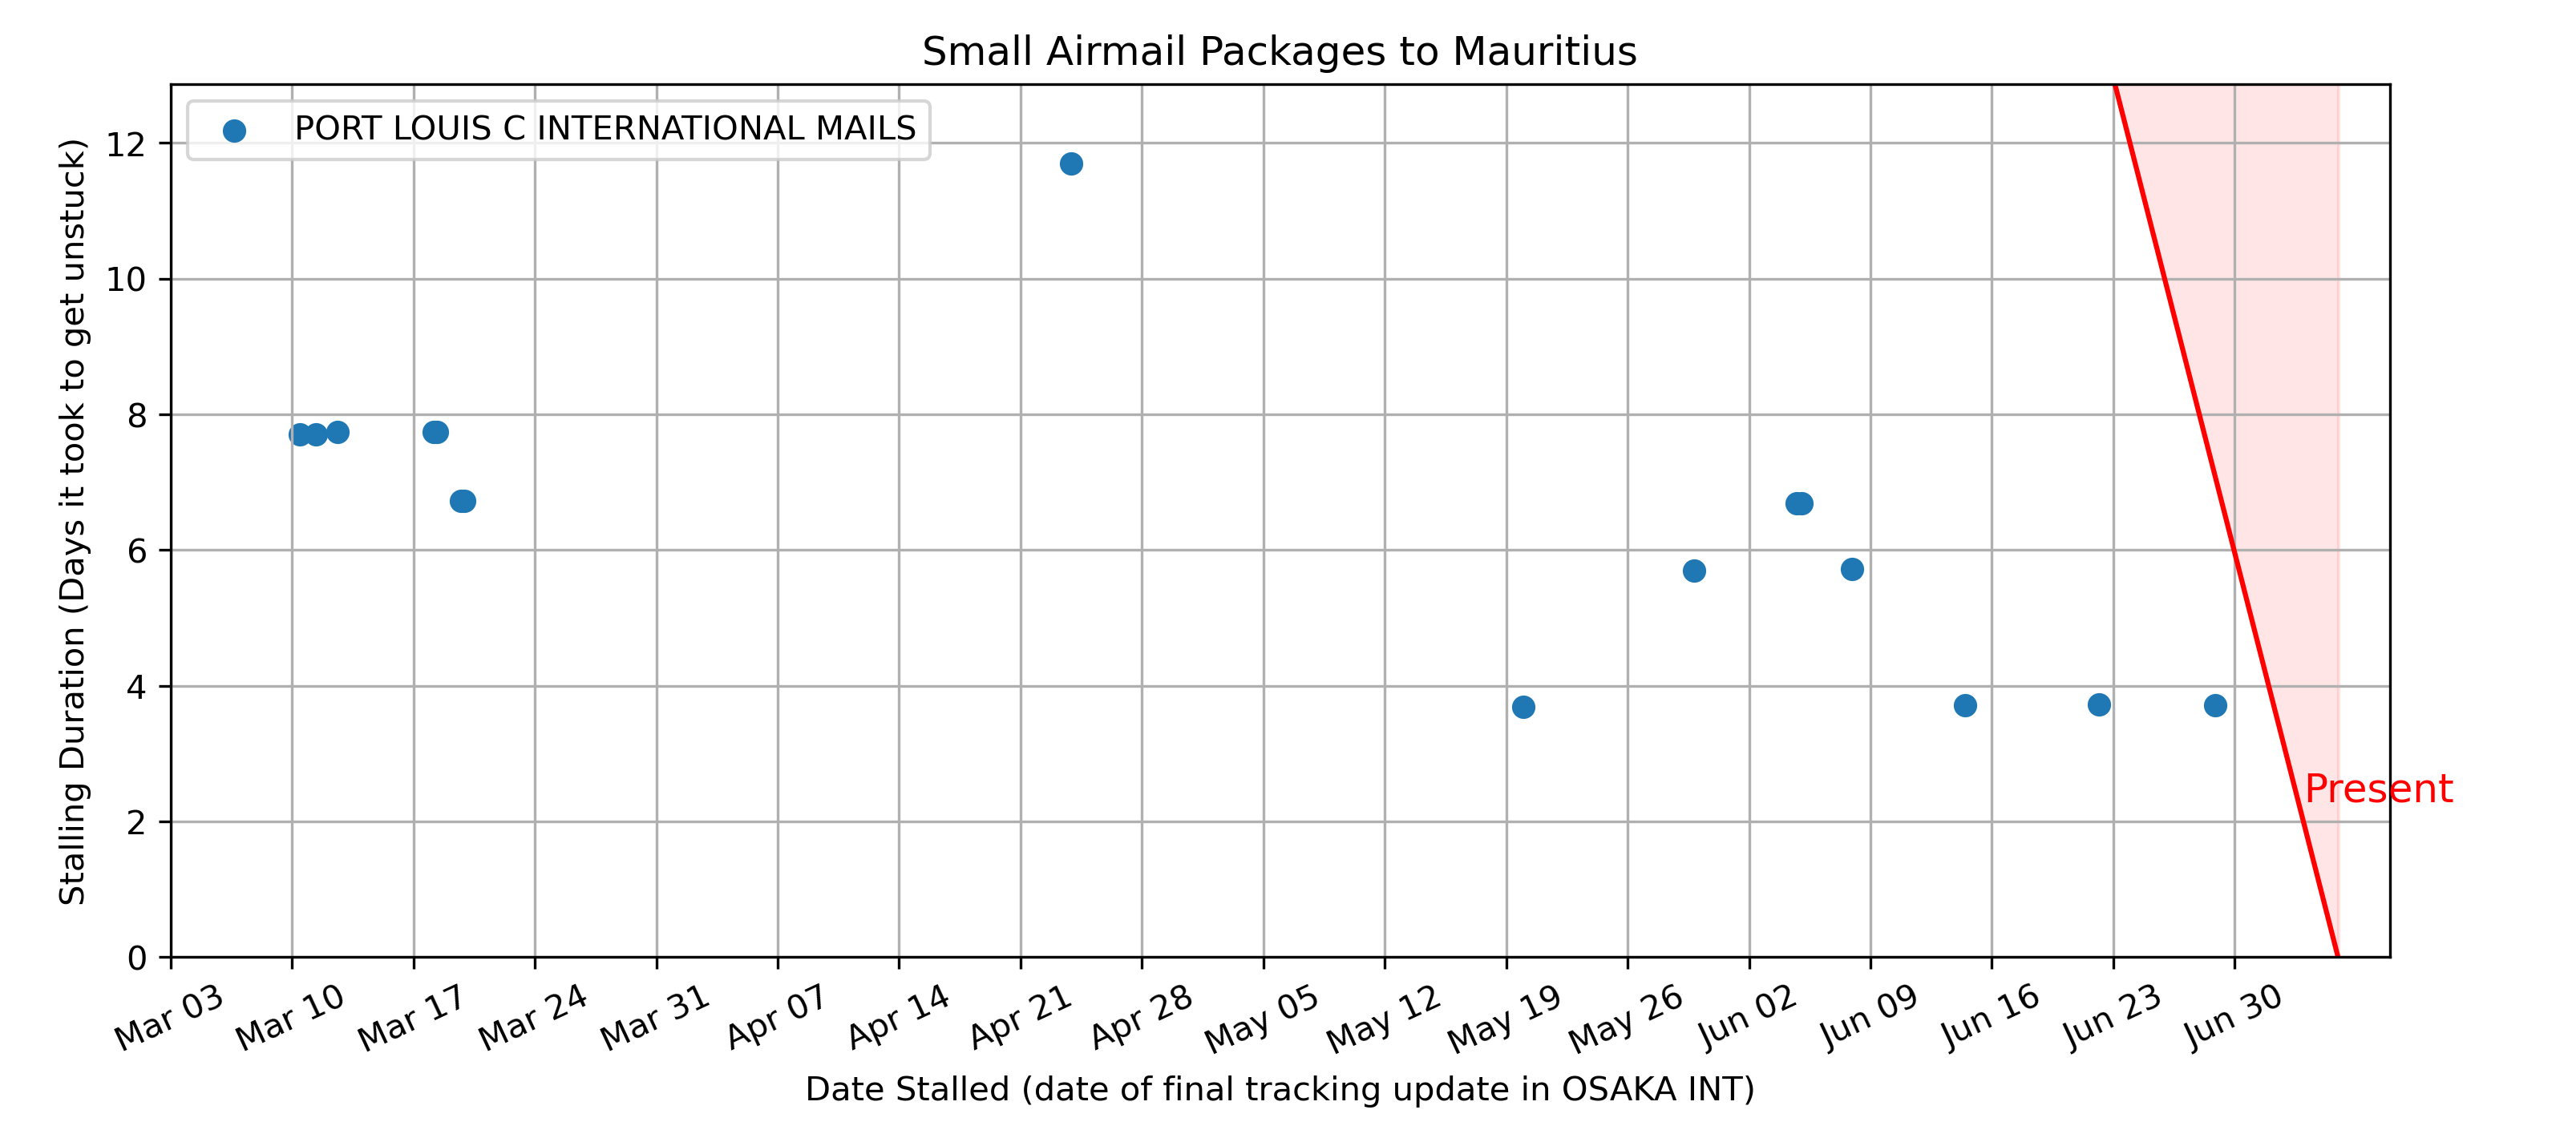 Small Airmail Packages to Mauritius
PORT LOUIS C INTERNATIONAL MAILS
Stalling Duration (Days it took to get unstuck)
12
10
8
6
4
2
0
Present
Mar 03
Mar 10
Mar 17
Mar 24
Mar 31
Apr 07
Apr 14
Apr 21
Apr 28
May 05
May 12
May 19
May 26
Jun 02
Jun 09
Jun 16
Jun 23
Jun 30
Date Stalled (date of final tracking update in OSAKA INT)